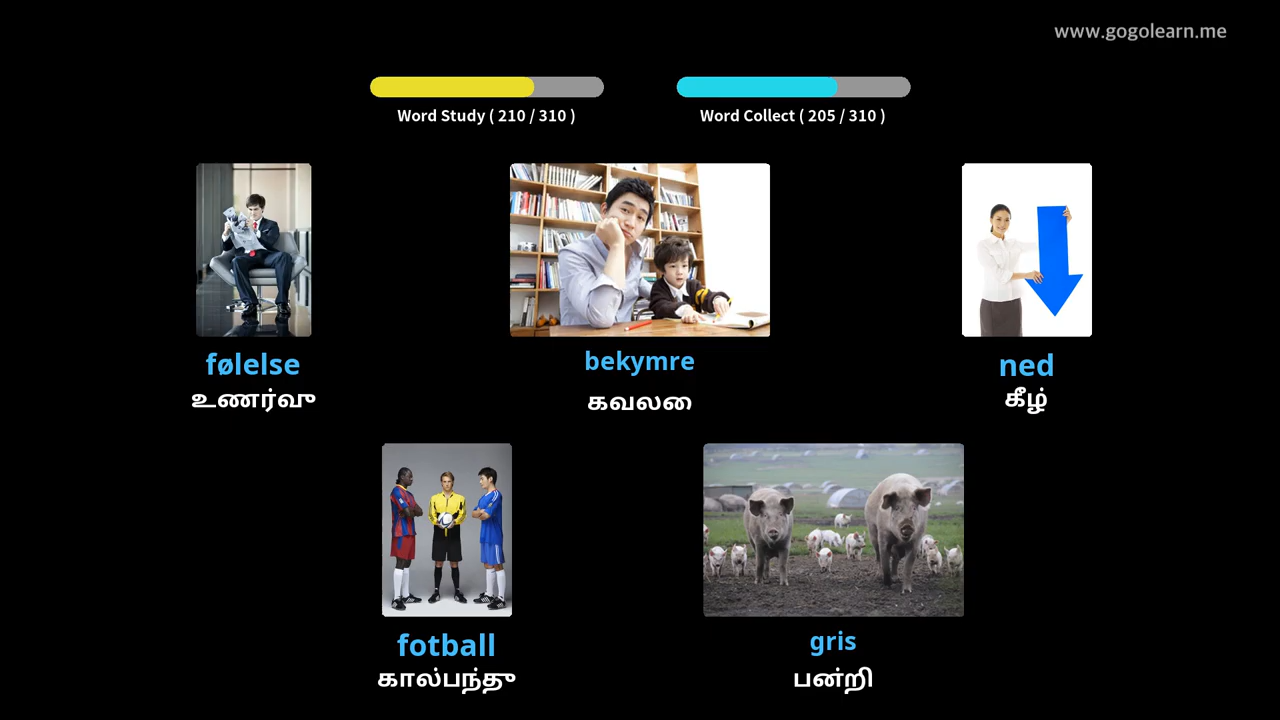 www.gogolearn.me
Word Study ( 210 / 310 )
Word Collect ( 205 / 310 )
følelse
உணர்வு
bekymre
கவலை
ned
கீழ்
fotball
கால்பந்து
gris
பன்றி